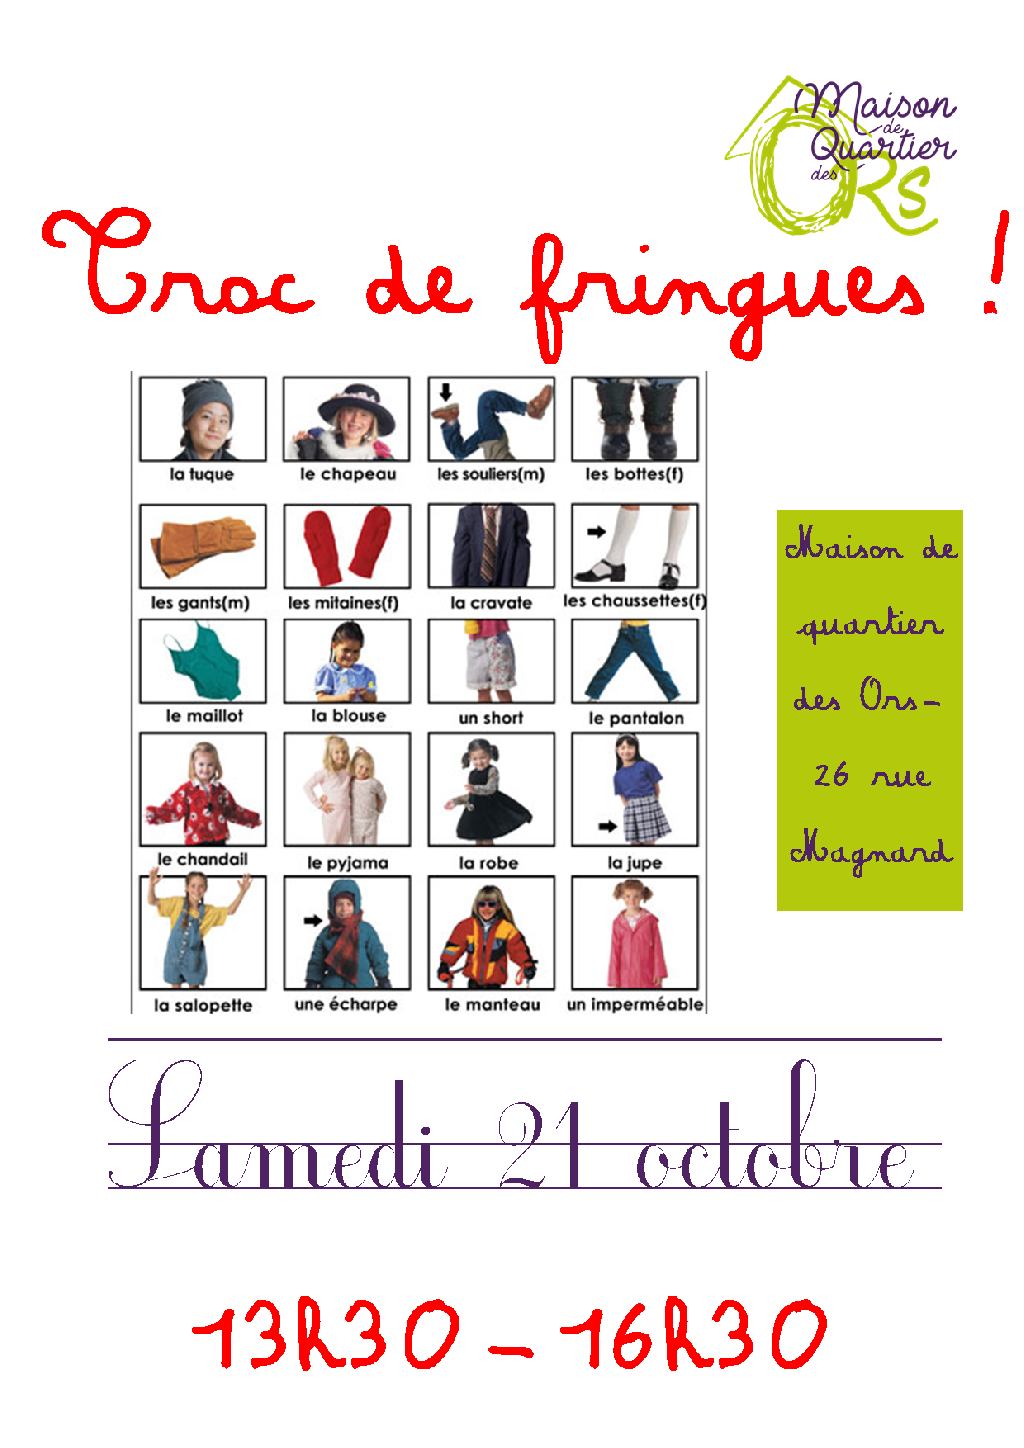 Maison
de
Quartier
des ORS
Troc de fringues !
la tuque le chapeau les souliers(m) les bottes(f)
les gants(m) les mitaines(f) la cravate les chaussettes(f)
le maillot la blouse un short le pantalon
le chandail le pyjama la robe la jupe
la salopette une écharpe le manteau un imperméable
Maison de
quartier
des Ors-
26 rue
Magnard
Samedi 21 octobre
13h30 - 16h30